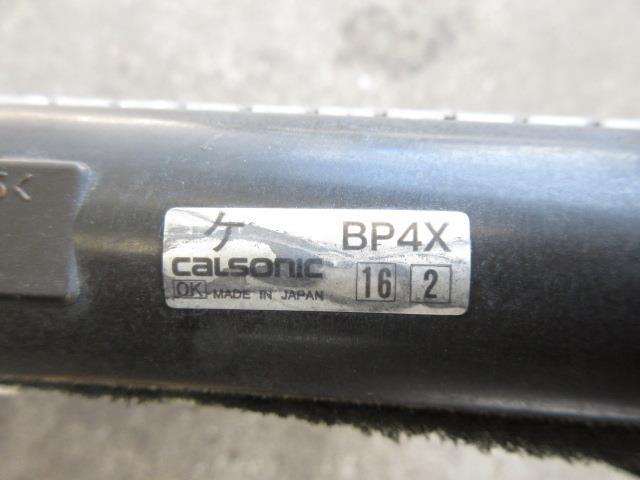 ケ BP4X
calsonic 16 2
OK MADE IN JAPAN